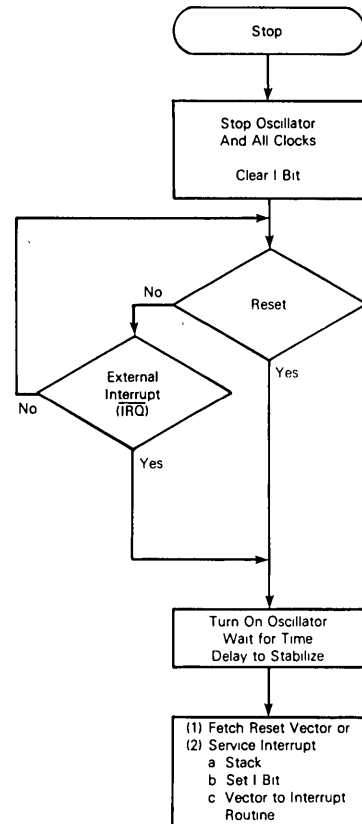 Stop
Stop Oscillator
And All Clocks
Clear I Bit
Reset
No
Yes
External
Interrupt
(IRQ)
No
Yes
Turn On Oscillator
Wait for Time
Delay to Stabilize
(1) Fetch Reset Vector or
(2) Service Interrupt
a Stack
b Set I Bit
c Vector to Interrupt
Routine